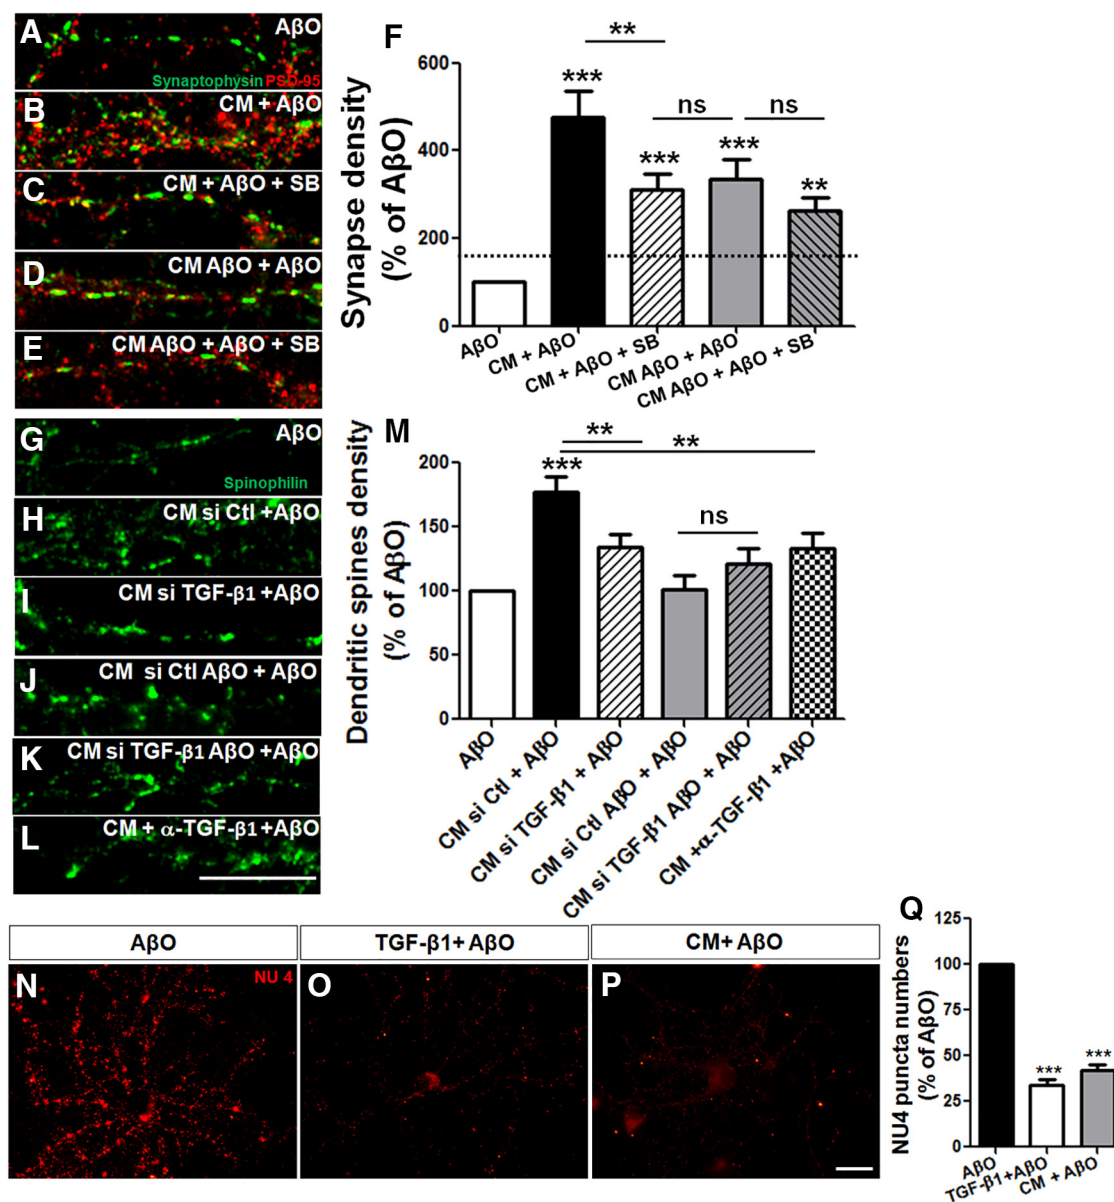 A AβO
Synaptophysin PSD-95
B CM + AβO
C CM + AβO + SB
D CM AβO + AβO
E CM AβO + AβO + SB
F
Synapse density
(% of AβO)
600
400
200
0
**
***
***
ns
***
ns
**
AβO
CM + AβO
CM + AβO + SB
CM AβO + AβO
CM AβO + AβO + SB
G AβO
Spinophilin
H CM si Ctl +AβO
I CM si TGF-β1 +AβO
J CM si Ctl AβO + AβO
K CM si TGF-β1 AβO +AβO
L CM + α-TGF-β1 +AβO
M
Dendritic spines density
(% of AβO)
200
150
100
50
0
**
**
***
ns
AβO
CM si Ctl + AβO
CM si TGF-β1 + AβO
CM si Ctl AβO + AβO
CM si TGF-β1 AβO + AβO
CM +α-TGF-β1 +AβO
AβO
TGF-β1+ AβO
CM+ AβO
N NU 4
O
P
Q
NU4 puncta numbers
(% of AβO)
125
100
75
50
25
0
***
***
AβO
TGF-β1+AβO
CM + AβO